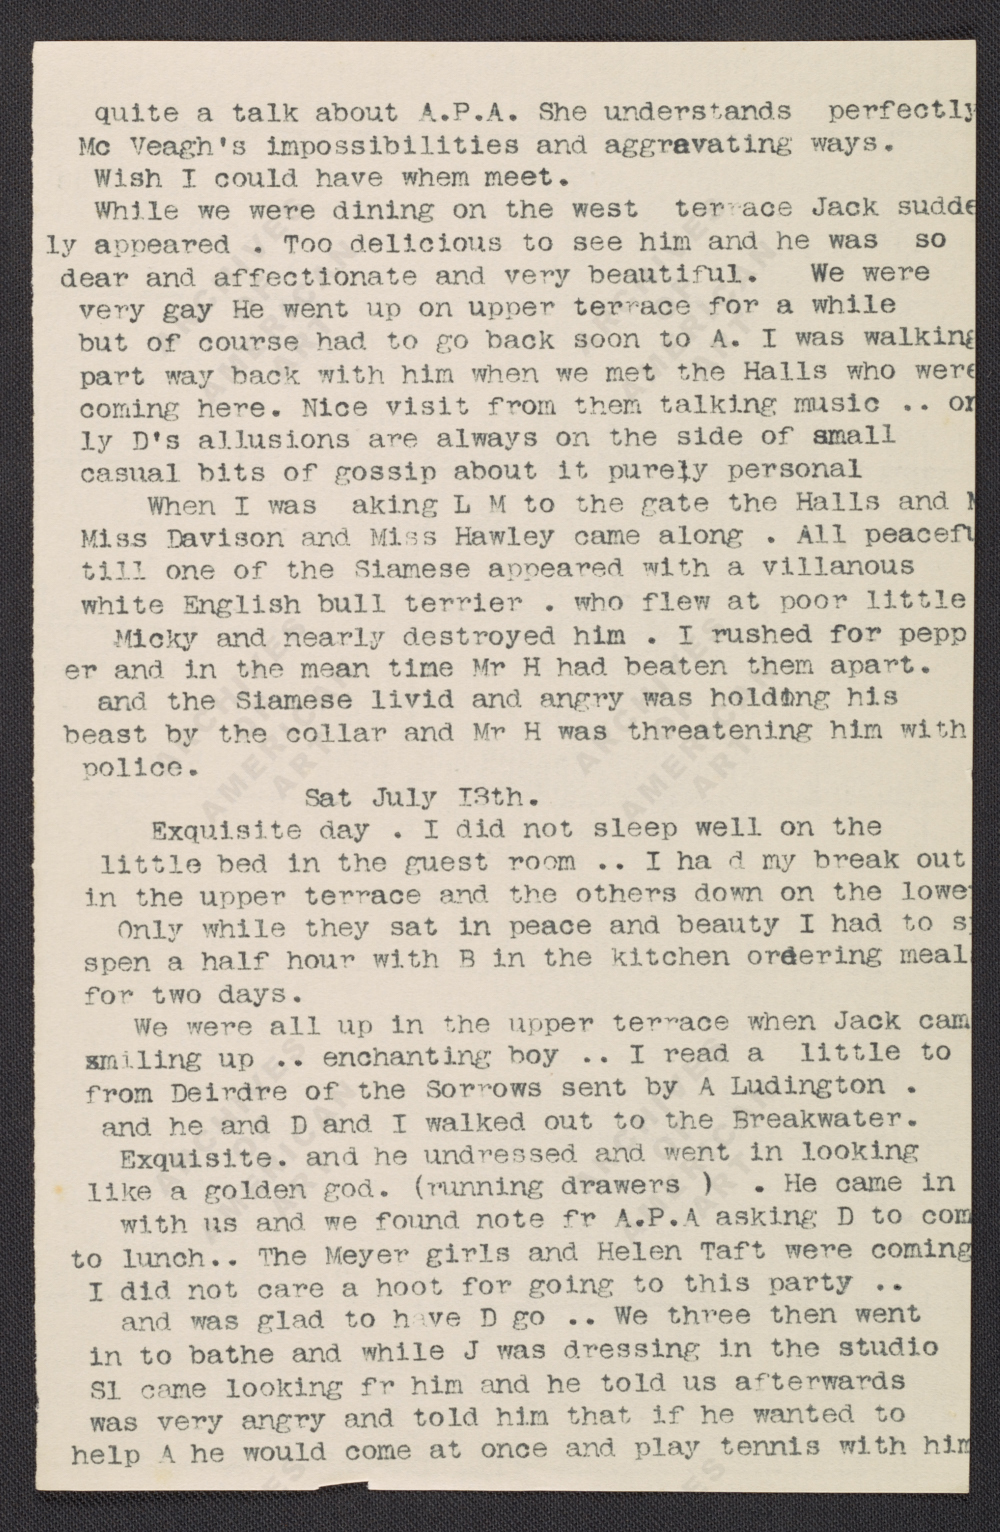 quite a talk about A.P.A. She understands perfectly
Mc Veagh's impossibilities and aggravating ways.
Wish I could have whem meet.
While we were dining on the west terrace Jack sudde
ly appeared . Too delicious to see him and he was so
dear and affectionate and very beautiful. We were
very gay He went up on upper terrace for a while
but of course had to go back soon to A. I was walking
part way back with him when we met the Halls who were
coming here. Nice visit from them talking music .. on
ly D's allusions are always on the side of small
casual bits of gossip about it purely personal
When I was aking L M to the gate the Halls and M
Miss Davison and Miss Hawley came along . All peacefu
till one of the Siamese appeared with a villanous
white English bull terrier . who flew at poor little
Micky and nearly destroyed him . I rushed for pepp
er and in the mean time Mr H had beaten them apart.
and the Siamese livid and angry was holding his
beast by the collar and Mr H was threatening him with
police.
Sat July I3th.
Exquisite day . I did not sleep well on the
little bed in the guest room .. I ha d my break out
in the upper terrace and the others down on the lower
Only while they sat in peace and beauty I had to s
spen a half hour with B in the kitchen ordering meal
for two days.
We were all up in the upper terrace when Jack cam
smiling up .. enchanting boy .. I read a little to
from Deirdre of the Sorrows sent by A Ludington .
and he and D and I walked out to the Breakwater.
Exquisite. and he undressed and went in looking
like a golden god. (running drawers ) . He came in
with us and we found note fr A.P.A asking D to com
to lunch.. The Meyer girls and Helen Taft were coming
I did not care a hoot for going to this party ..
and was glad to have D go .. We three then went
in to bathe and while J was dressing in the studio
Sl came looking fr him and he told us afterwards
was very angry and told him that if he wanted to
help A he would come at once and play tennis with him
ARCHIVES
OF
AMERICAN
ART